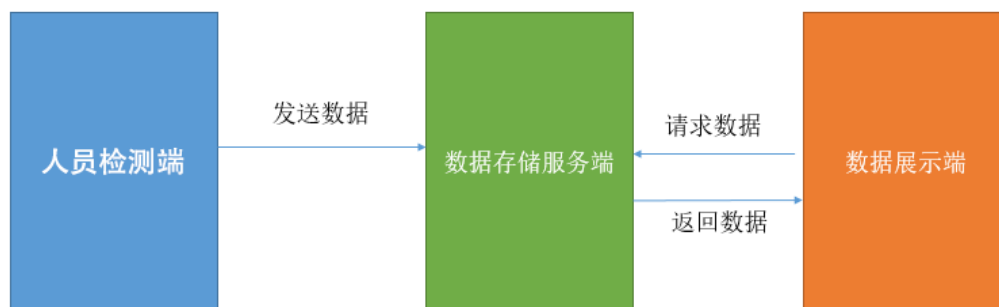 发送数据
请求数据
人员检测端
数据存储服务端
数据展示端
返回数据